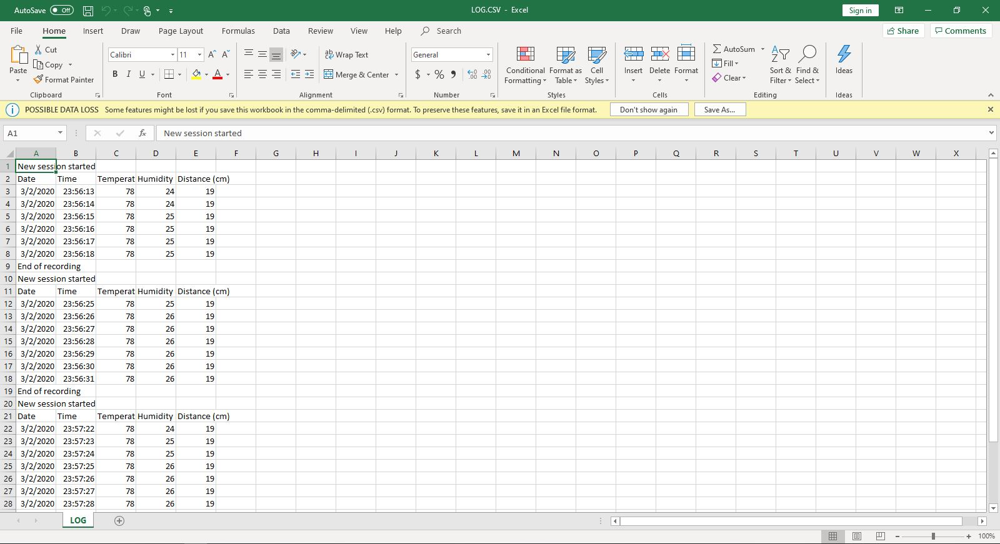 AutoSave Off LOG.CSV - Excel Sign in
File Home Insert Draw Page Layout Formulas Data Review View Help Search Share Comments
Paste
Cut
Copy
Format Painter
Clipboard
Calibri 11 A^ A˅
B I U A
Font
Wrap Text
Merge & Center
Alignment
General
$ % 9 .00 .00
Number
Conditional Formatting
Format as Table
Cell Styles
Styles
Insert Delete Format
Cells
AutoSum
Fill
Clear
Sort & Filter
Find & Select
Editing
Ideas
Ideas
POSSIBLE DATA LOSS Some features might be lost if you save this workbook in the comma-delimited (.csv) format. To preserve these features, save it in an Excel file format. Don't show again Save As...
A1 fx New session started
A B C D E F G H I J K L M N O P Q R S T U V W X
1 New session started
2 Date Time Temperat Humidity Distance (cm)
3 3/2/2020 23:56:13 78 24 19
4 3/2/2020 23:56:14 78 24 19
5 3/2/2020 23:56:15 78 25 19
6 3/2/2020 23:56:16 78 25 19
7 3/2/2020 23:56:17 78 25 19
8 3/2/2020 23:56:18 78 25 19
9 End of recording
10 New session started
11 Date Time Temperat Humidity Distance (cm)
12 3/2/2020 23:56:25 78 25 19
13 3/2/2020 23:56:26 78 26 19
14 3/2/2020 23:56:27 78 26 19
15 3/2/2020 23:56:28 78 26 19
16 3/2/2020 23:56:29 78 26 19
17 3/2/2020 23:56:30 78 26 19
18 3/2/2020 23:56:31 78 26 19
19 End of recording
20 New session started
21 Date Time Temperat Humidity Distance (cm)
22 3/2/2020 23:57:22 78 24 19
23 3/2/2020 23:57:23 78 25 19
24 3/2/2020 23:57:24 78 25 19
25 3/2/2020 23:57:25 78 26 19
26 3/2/2020 23:57:26 78 26 19
27 3/2/2020 23:57:27 78 26 19
28 3/2/2020 23:57:28 78 26 19
LOG
100%